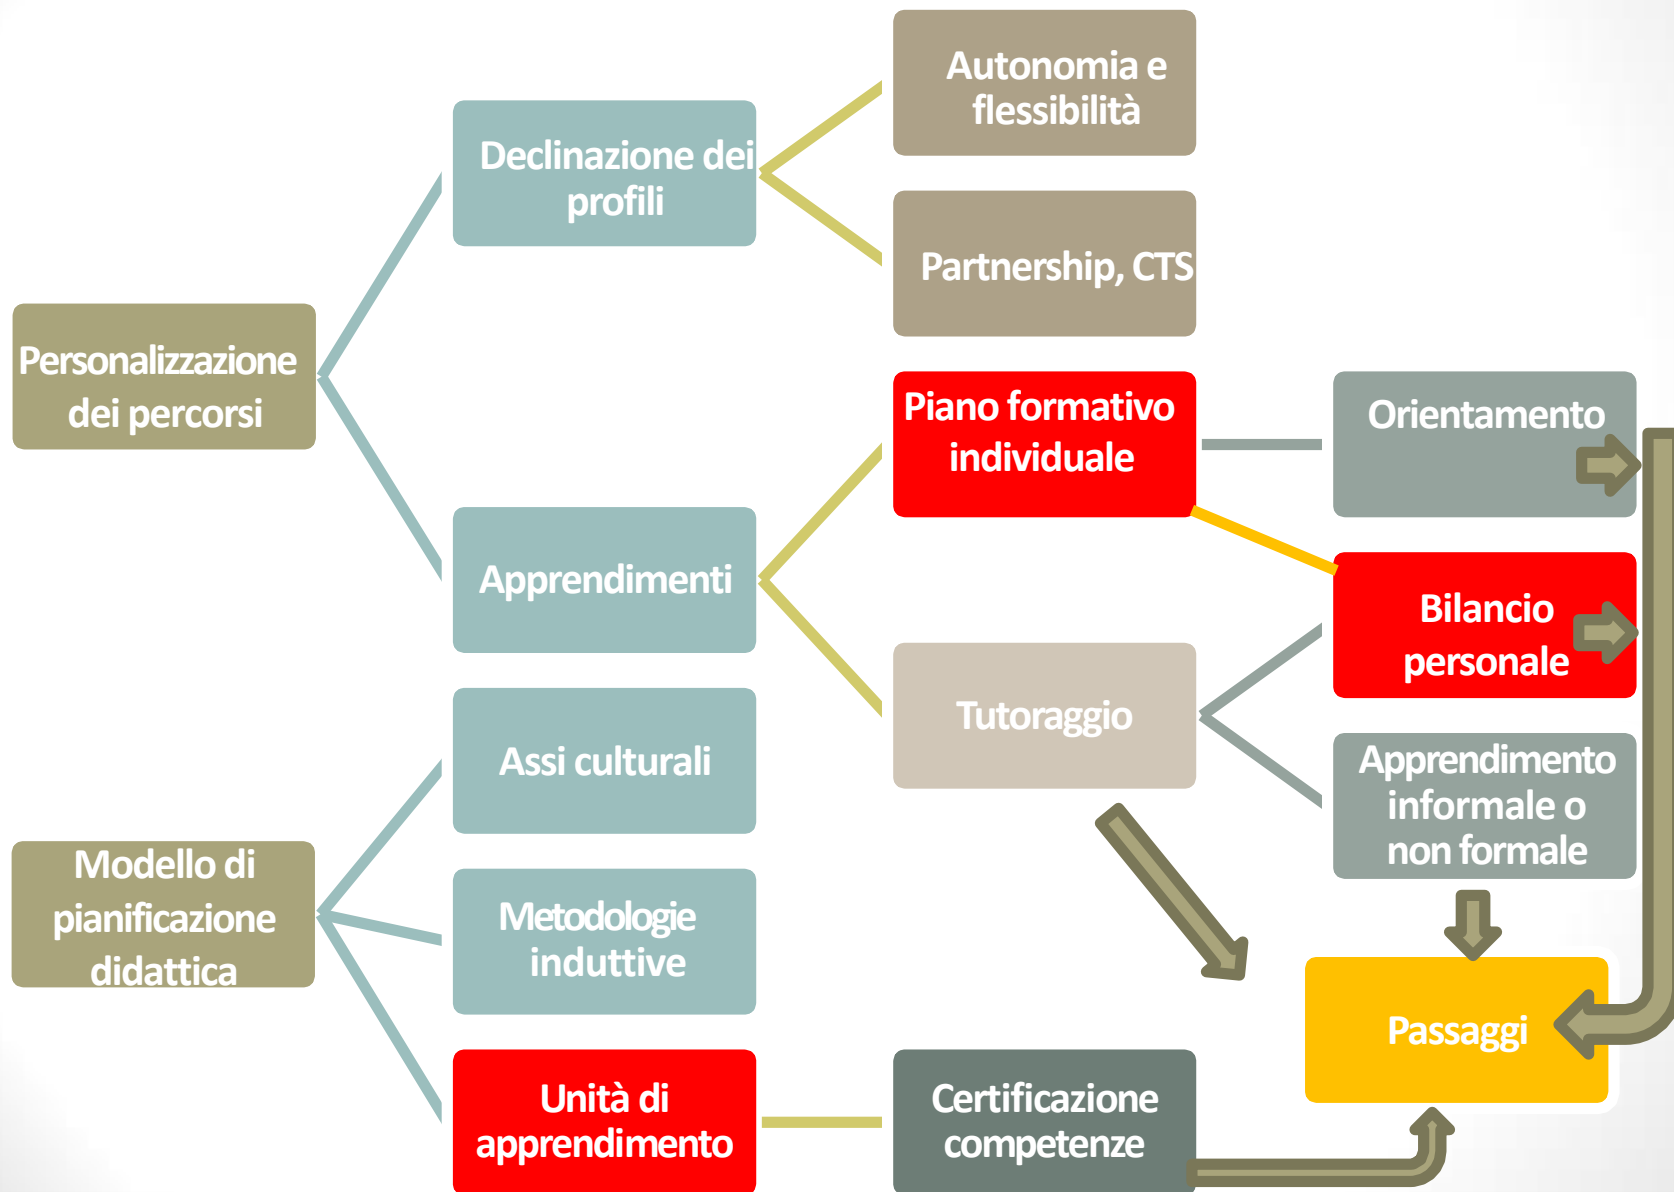 Autonomia e
flessibilità
Declinazione dei
profili
Partnership, CTS
Personalizzazione
dei percorsi
Piano formativo
individuale
Orientamento
Apprendimenti
Bilancio
personale
Tutoraggio
Assi culturali
Apprendimento
informale o
non formale
Modello di
pianificazione
didattica
Metodologie
induttive
Passaggi
Unità di
apprendimento
Certificazione
competenze